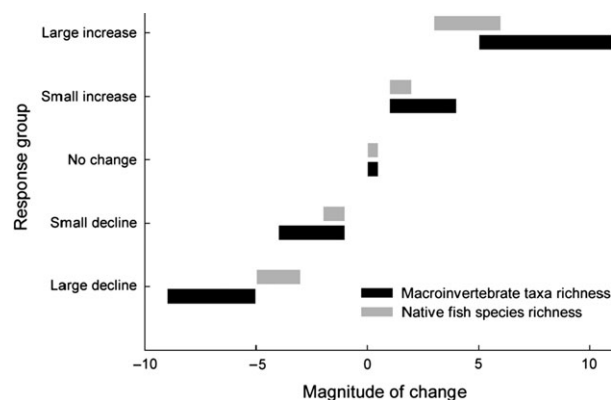 Large increase
Small increase
No change
Small decline
Large decline
Response group
Macroinvertebrate taxa richness
Native fish species richness
−10
−5
0
5
10
Magnitude of change